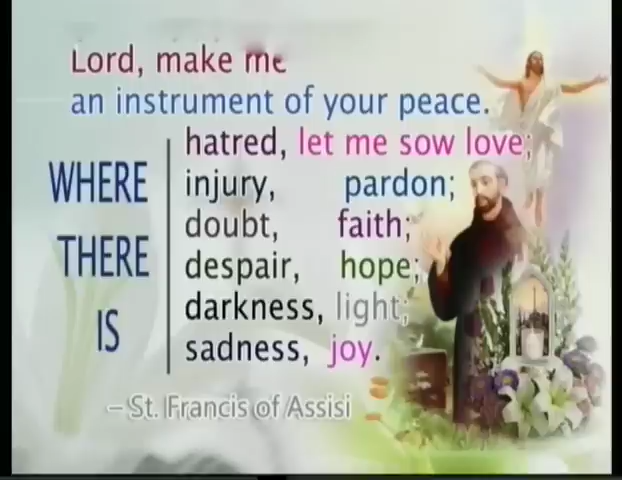 Lord, make me
an instrument of your peace.
WHERE THERE IS
hatred, let me sow love;
injury, pardon;
doubt, faith;
despair, hope;
darkness, light;
sadness, joy.
– St. Francis of Assisi